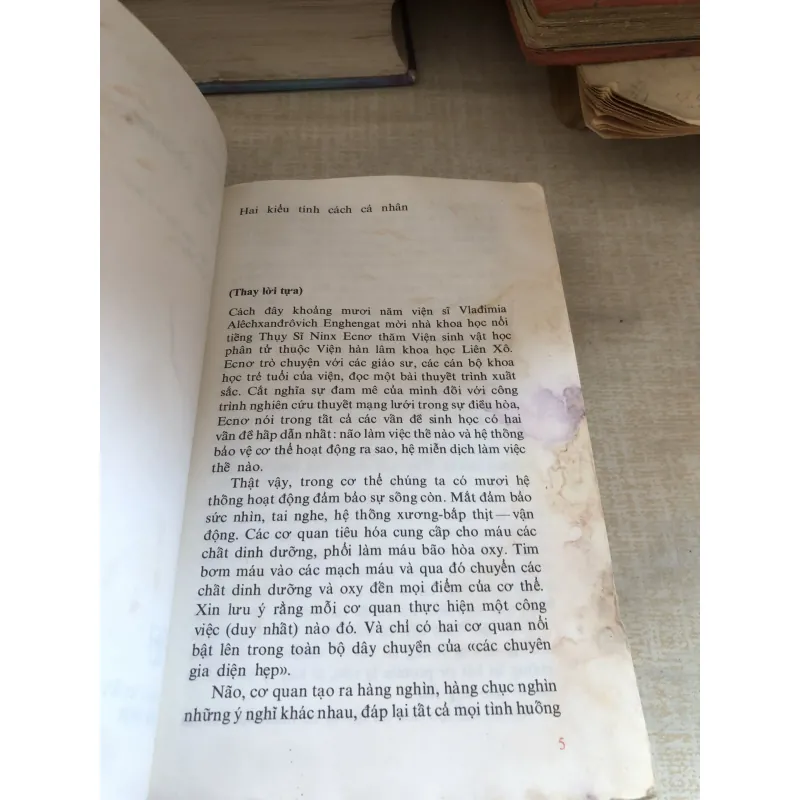 Hai kiểu tính cách cá nhân
(Thay lời tựa)
Cách đây khoảng mươi năm viện sĩ Vlađimia
Alêchxanđrôvich Enghengat mời nhà khoa học nổi
tiếng Thụy Sĩ Ninx Ecnơ thăm Viện sinh vật học
phân tử thuộc Viện hàn lâm khoa học Liên Xô.
Ecnơ trò chuyện với các giáo sư, các cán bộ khoa
học trẻ tuổi của viện, đọc một bài thuyết trình xuất
sắc. Cắt nghĩa sự đam mê của mình đối với công
trình nghiên cứu thuyết mạng lưới trong sự điều hòa,
Ecnơ nói trong tất cả các vấn đề sinh học có hai
vấn đề hấp dẫn nhất: não làm việc thế nào và hệ thống
bảo vệ cơ thể hoạt động ra sao, hệ miễn dịch làm việc
thế nào.
Thật vậy, trong cơ thể chúng ta có mươi hệ
thống hoạt động đảm bảo sự sống còn. Mắt đảm bảo
sức nhìn, tai nghe, hệ thống xương-bắp thịt — vận
động. Các cơ quan tiêu hóa cung cấp cho máu các
chất dinh dưỡng, phổi làm máu bão hòa oxy. Tim
bơm máu vào các mạch máu và qua đó chuyển các
chất dinh dưỡng và oxy đến mọi điểm của cơ thể.
Xin lưu ý rằng mỗi cơ quan thực hiện một công
việc (duy nhất) nào đó. Và chỉ có hai cơ quan nổi
bật lên trong toàn bộ dây chuyển của «các chuyên
gia diện hẹp».
Não, cơ quan tạo ra hàng nghìn, hàng chục nghìn
những ý nghĩ khác nhau, đáp lại tất cả mọi tình huống
5